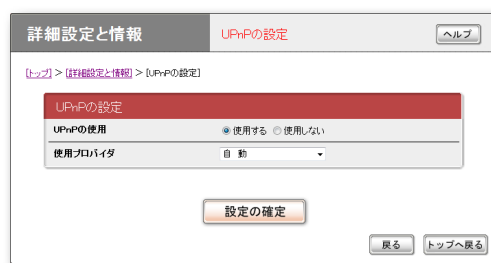 詳細設定と情報 UPnPの設定 ヘルプ
[トップ] > [詳細設定と情報] > [UPnPの設定]
UPnPの設定
UPnPの使用 使用する 使用しない
使用プロバイダ 自 動
設定の確定
戻る トップへ戻る